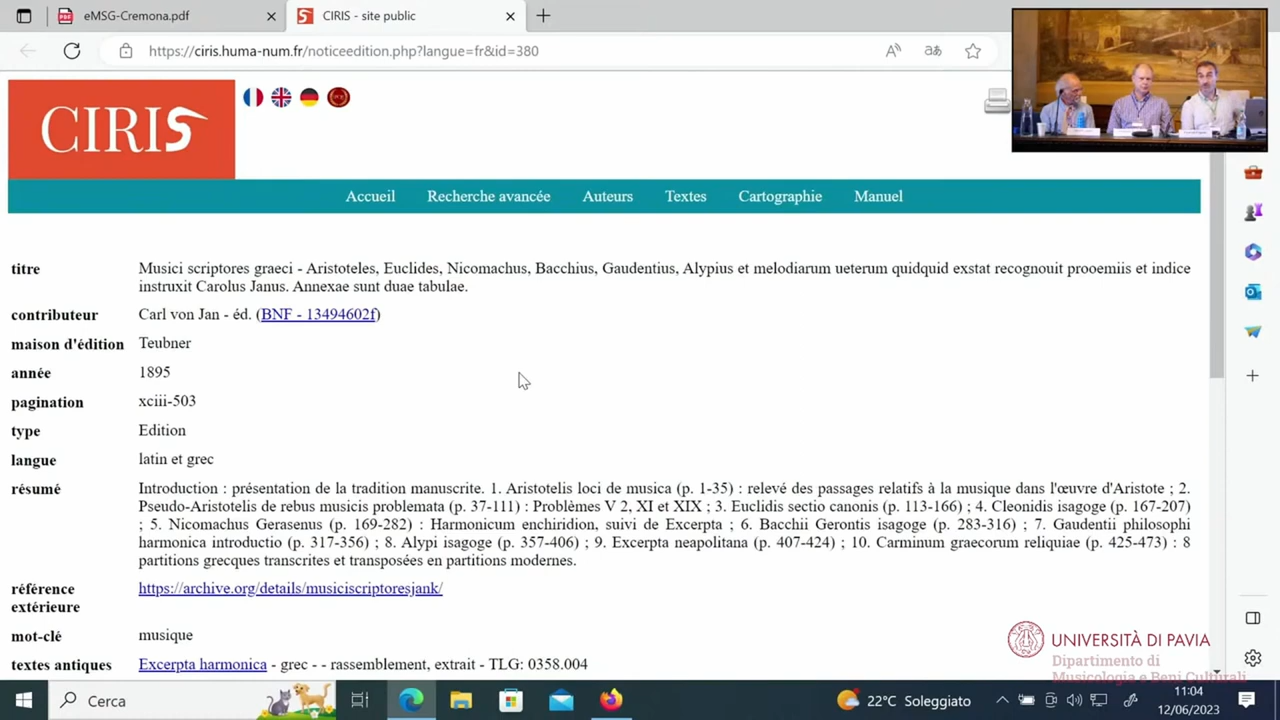 eMSG-Cremona.pdf
CIRIS - site public
https://ciris.huma-num.fr/noticeedition.php?langue=fr&id=380
CIRIS
Accueil Recherche avancée Auteurs Textes Cartographie Manuel
titre Musici scriptores graeci - Aristoteles, Euclides, Nicomachus, Bacchius, Gaudentius, Alypius et melodiarum ueterum quidquid exstat recognouit prooemiis et indice
instruxit Carolus Janus. Annexae sunt duae tabulae.
contributeur Carl von Jan - éd. (BNF - 13494602f)
maison d'édition Teubner
année 1895
pagination xciii-503
type Edition
langue latin et grec
résumé Introduction : présentation de la tradition manuscrite. 1. Aristotelis loci de musica (p. 1-35) : relevé des passages relatifs à la musique dans l'œuvre d'Aristote ; 2.
Pseudo-Aristotelis de rebus musicis problemata (p. 37-111) : Problèmes V 2, XI et XIX ; 3. Euclidis sectio canonis (p. 113-166) ; 4. Cleonidis isagoge (p. 167-207)
; 5. Nicomachus Gerasenus (p. 169-282) : Harmonicum enchiridion, suivi de Excerpta ; 6. Bacchii Gerontis isagoge (p. 283-316) ; 7. Gaudentii philosophi
harmonica introductio (p. 317-356) ; 8. Alypi isagoge (p. 357-406) ; 9. Excerpta neapolitana (p. 407-424) ; 10. Carminum graecorum reliquiae (p. 425-473) : 8
partitions grecques transcrites et transposées en partitions modernes.
référence https://archive.org/details/musiciscriptoresjank/
extérieure
mot-clé musique
textes antiques Excerpta harmonica - grec - - rassemblement, extrait - TLG: 0358.004
UNIVERSITÀ DI PAVIA
Dipartimento di
Musicologia e Beni Culturali
Cerca
22°C Soleggiato
11:04
12/06/2023